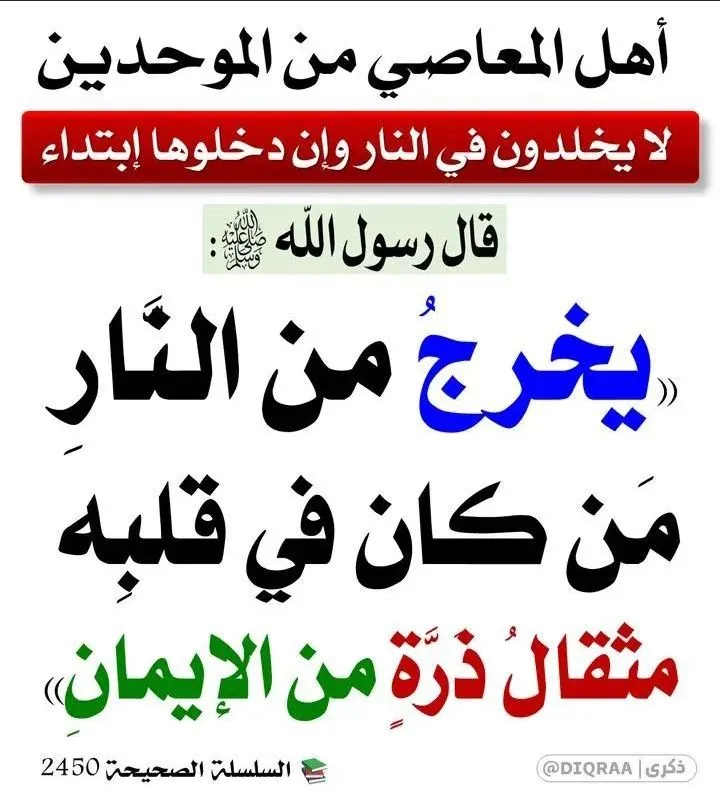 أهل المعاصي من الموحدين
لا يخلدون في النار وإن دخلوها إبتداء
قال رسول الله ﷺ :
((يخرجُ من النَّارِ
مَن كان في قلبِه
مثقالُ ذَرَّةٍ من الإيمانِ))
السلسلة الصحيحة 2450
ذكرى | DIQRAA@